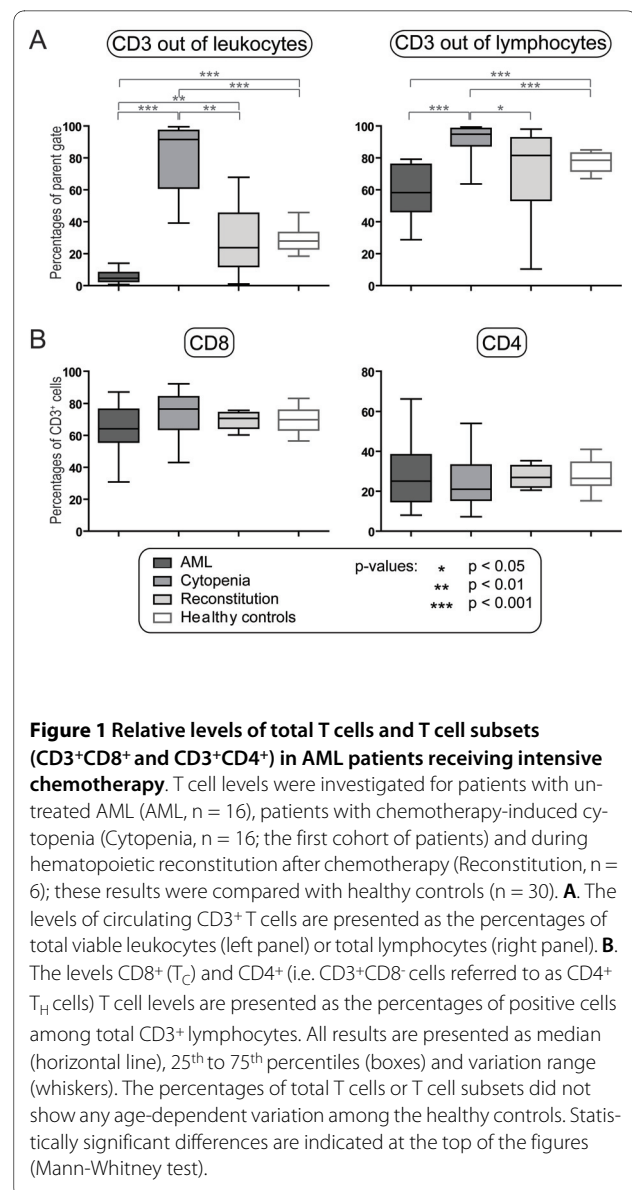 A
CD3 out of leukocytes
CD3 out of lymphocytes
***
***
***
***
**
***
**
***
*
Percentages of parent gate
100
80
60
40
20
0
100
80
60
40
20
0
B
CD8
CD4
Percentages of CD3+ cells
100
80
60
40
20
0
80
60
40
20
0
AML
Cytopenia
Reconstitution
Healthy controls
p-values:
* p < 0.05
** p < 0.01
*** p < 0.001
Figure 1 Relative levels of total T cells and T cell subsets
(CD3+CD8+ and CD3+CD4+) in AML patients receiving intensive
chemotherapy. T cell levels were investigated for patients with un-
treated AML (AML, n = 16), patients with chemotherapy-induced cy-
topenia (Cytopenia, n = 16; the first cohort of patients) and during
hematopoietic reconstitution after chemotherapy (Reconstitution, n =
6); these results were compared with healthy controls (n = 30). A. The
levels of circulating CD3+ T cells are presented as the percentages of
total viable leukocytes (left panel) or total lymphocytes (right panel). B.
The levels CD8+ (TC) and CD4+ (i.e. CD3+CD8- cells referred to as CD4+
TH cells) T cell levels are presented as the percentages of positive cells
among total CD3+ lymphocytes. All results are presented as median
(horizontal line), 25th to 75th percentiles (boxes) and variation range
(whiskers). The percentages of total T cells or T cell subsets did not
show any age-dependent variation among the healthy controls. Statis-
tically significant differences are indicated at the top of the figures
(Mann-Whitney test).